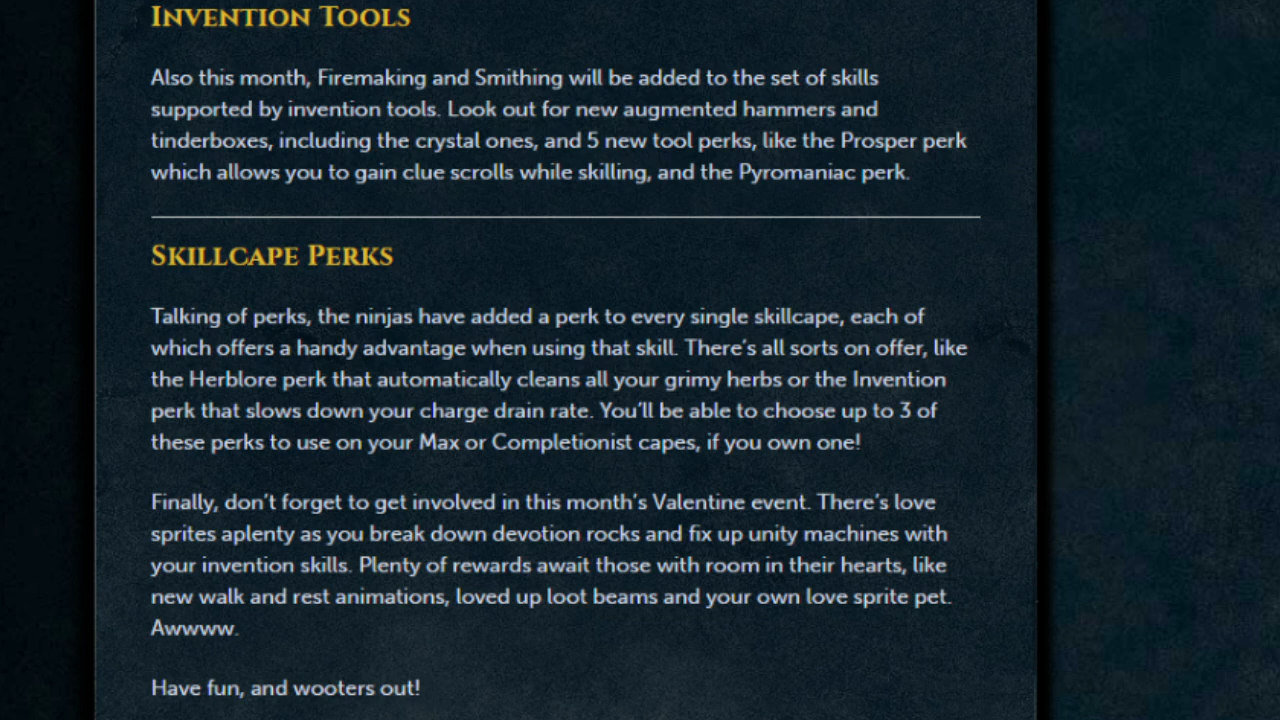 Invention Tools
Also this month, Firemaking and Smithing will be added to the set of skills
supported by invention tools. Look out for new augmented hammers and
tinderboxes, including the crystal ones, and 5 new tool perks, like the Prosper perk
which allows you to gain clue scrolls while skilling, and the Pyromaniac perk.
Skillcape Perks
Talking of perks, the ninjas have added a perk to every single skillcape, each of
which offers a handy advantage when using that skill. There's all sorts on offer, like
the Herblore perk that automatically cleans all your grimy herbs or the Invention
perk that slows down your charge drain rate. You'll be able to choose up to 3 of
these perks to use on your Max or Completionist capes, if you own one!
Finally, don't forget to get involved in this month's Valentine event. There's love
sprites aplenty as you break down devotion rocks and fix up unity machines with
your invention skills. Plenty of rewards await those with room in their hearts, like
new walk and rest animations, loved up loot beams and your own love sprite pet.
Awwww.
Have fun, and wooters out!